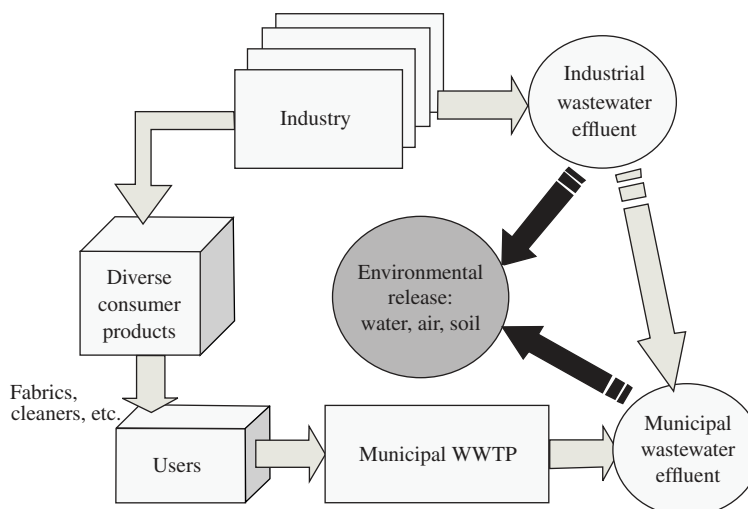 Industry
Industrial
wastewater
effluent
Diverse
consumer
products
Environmental
release:
water, air, soil
Fabrics,
cleaners, etc.
Users
Municipal WWTP
Municipal
wastewater
effluent